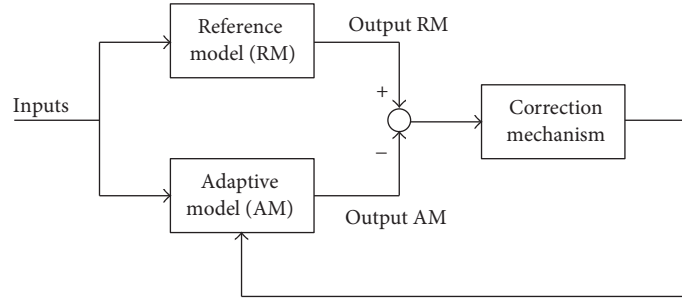 Reference
model (RM)
Output RM
Inputs
+
Correction
mechanism
−
Adaptive
model (AM)
Output AM